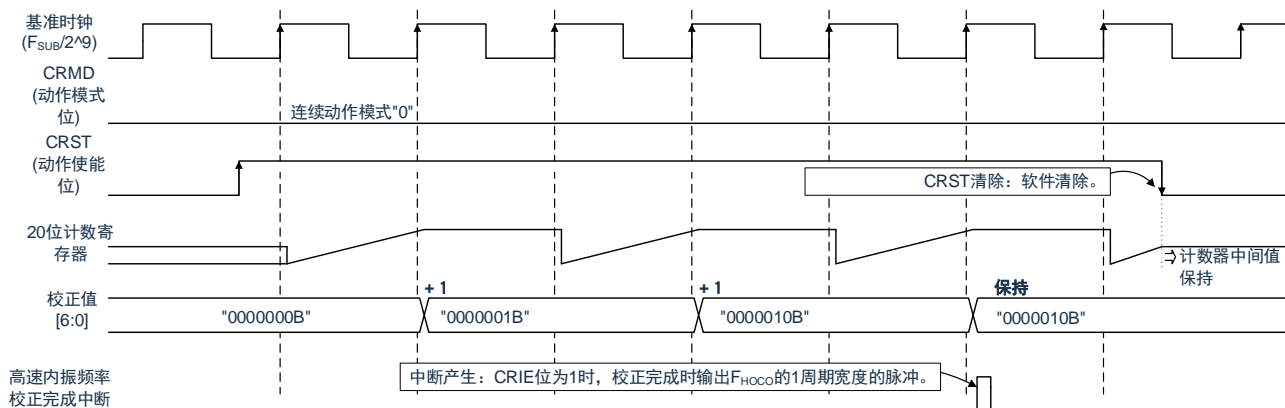 基准时钟
(FSUB/2^9)
CRMD
(动作模式
位)
连续动作模式"0"
CRST
(动作使能
位)
CRST清除：软件清除。
20位计数寄
存器
计数器中间值
保持
校正值
[6:0]
+ 1
+ 1
保持
"0000000B"
"0000001B"
"0000010B"
"0000010B"
高速内振频率
校正完成中断
中断产生：CRIE位为1时，校正完成时输出FHOCO的1周期宽度的脉冲。